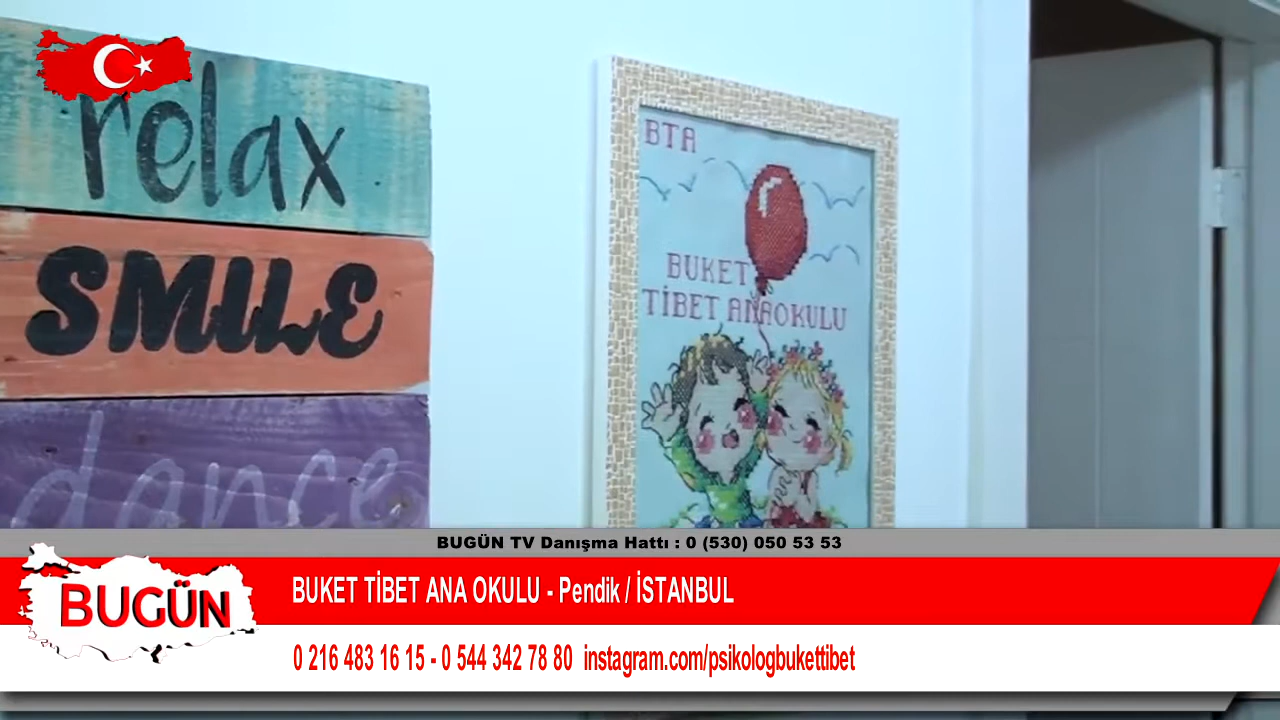 relax
SMILE
dance
BTA
BUKET
TİBET ANAOKULU
BUGÜN TV Danışma Hattı : 0 (530) 050 53 53
BUGÜN
BUKET TİBET ANA OKULU - Pendik / İSTANBUL
0 216 483 16 15 - 0 544 342 78 80 instagram.com/psikologbukettibet